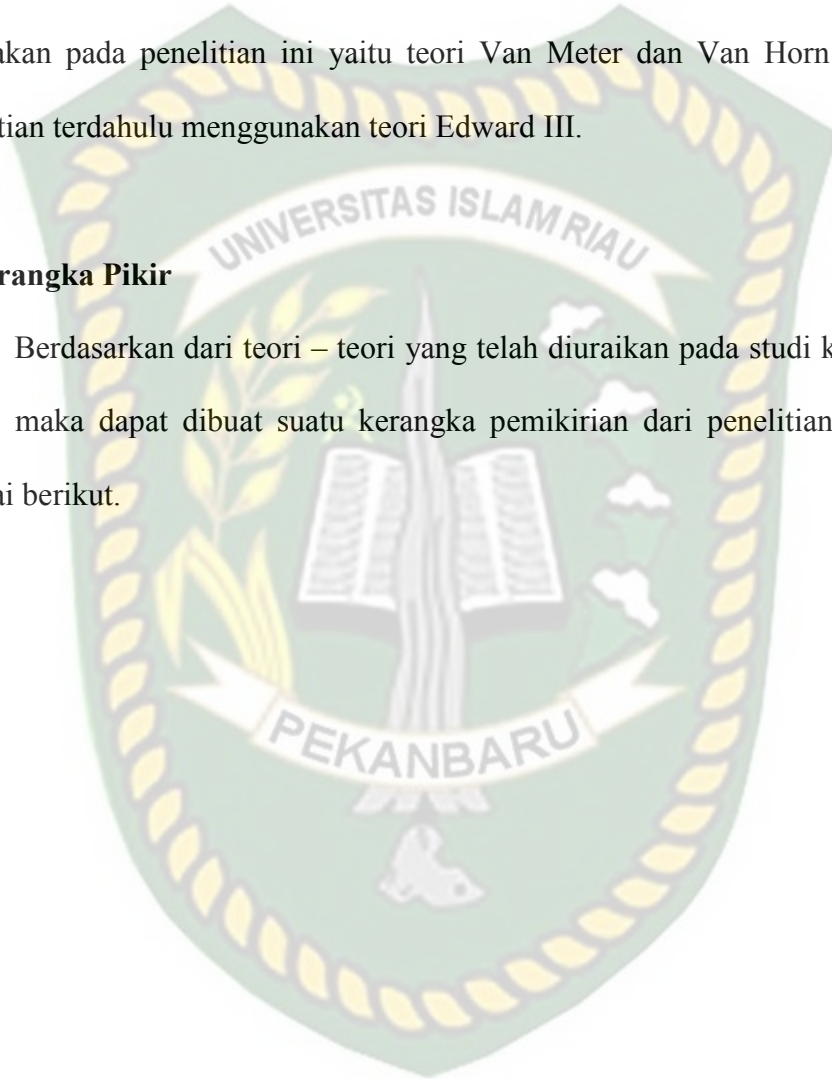 akan pada penelitian ini yaitu teori Van Meter dan Van Horn
tian terdahulu menggunakan teori Edward III.
UNIVERSITAS ISLAM RIAU
rangka Pikir
Berdasarkan dari teori – teori yang telah diuraikan pada studi k
maka dapat dibuat suatu kerangka pemikirian dari penelitian
ai berikut.
PEKANBARU